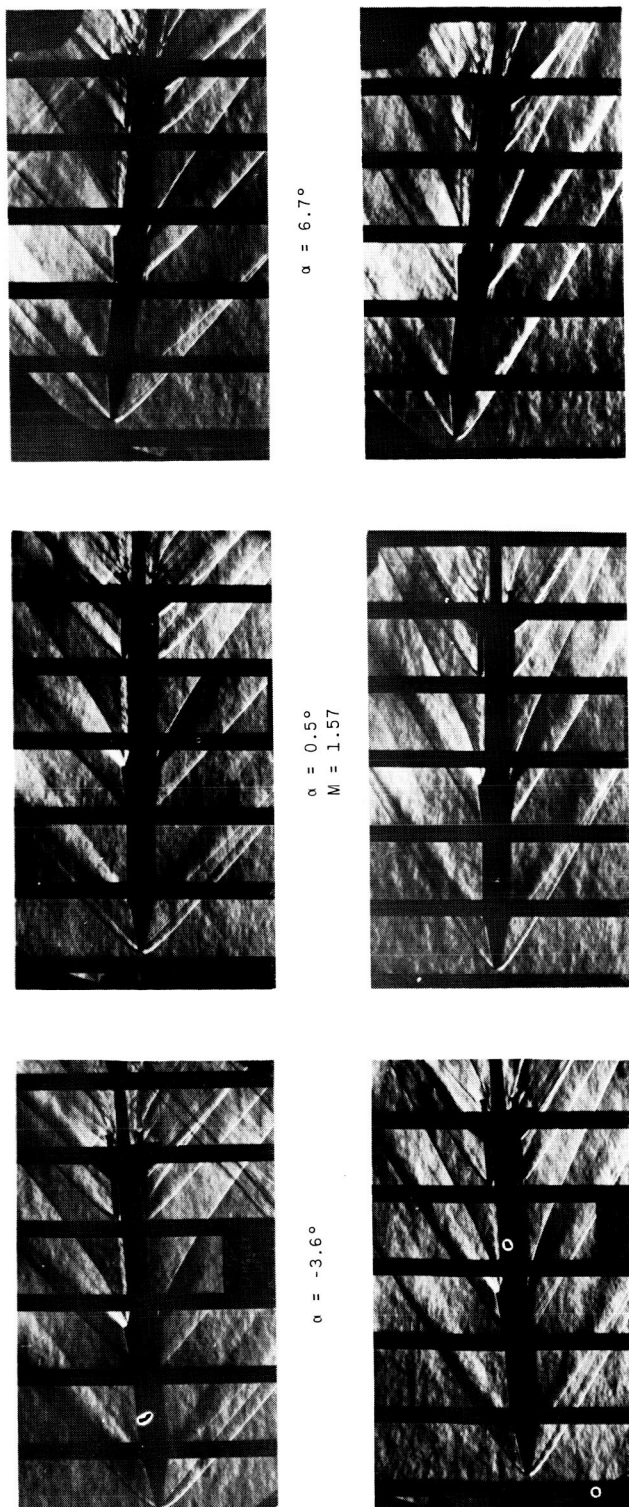 α = 6.7°
α = 0.5°
M = 1.57
α = -3.6°